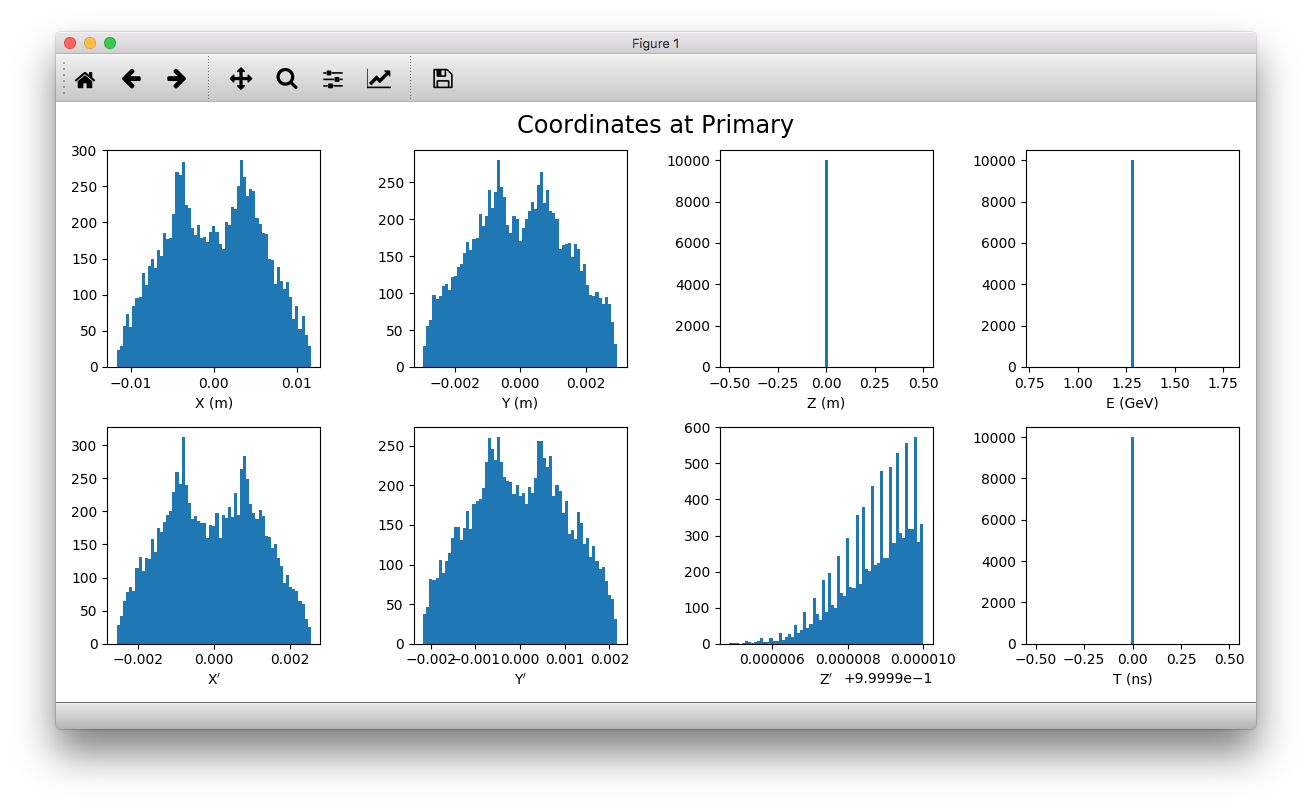 Figure 1
Coordinates at Primary
300
250
200
150
100
50
0
−0.01 0.00 0.01
X (m)
250
200
150
100
50
0
−0.002 0.000 0.002
Y (m)
10000
8000
6000
4000
2000
0
−0.50 −0.25 0.00 0.25 0.50
Z (m)
10000
8000
6000
4000
2000
0
0.75 1.00 1.25 1.50 1.75
E (GeV)
300
250
200
150
100
50
0
−0.002 0.000 0.002
X′
250
200
150
100
50
0
−0.002 −0.001 0.000 0.001 0.002
Y′
600
500
400
300
200
100
0
0.000006 0.000008 0.000010
Z′ +9.9999e−1
10000
8000
6000
4000
2000
0
−0.50 −0.25 0.00 0.25 0.50
T (ns)